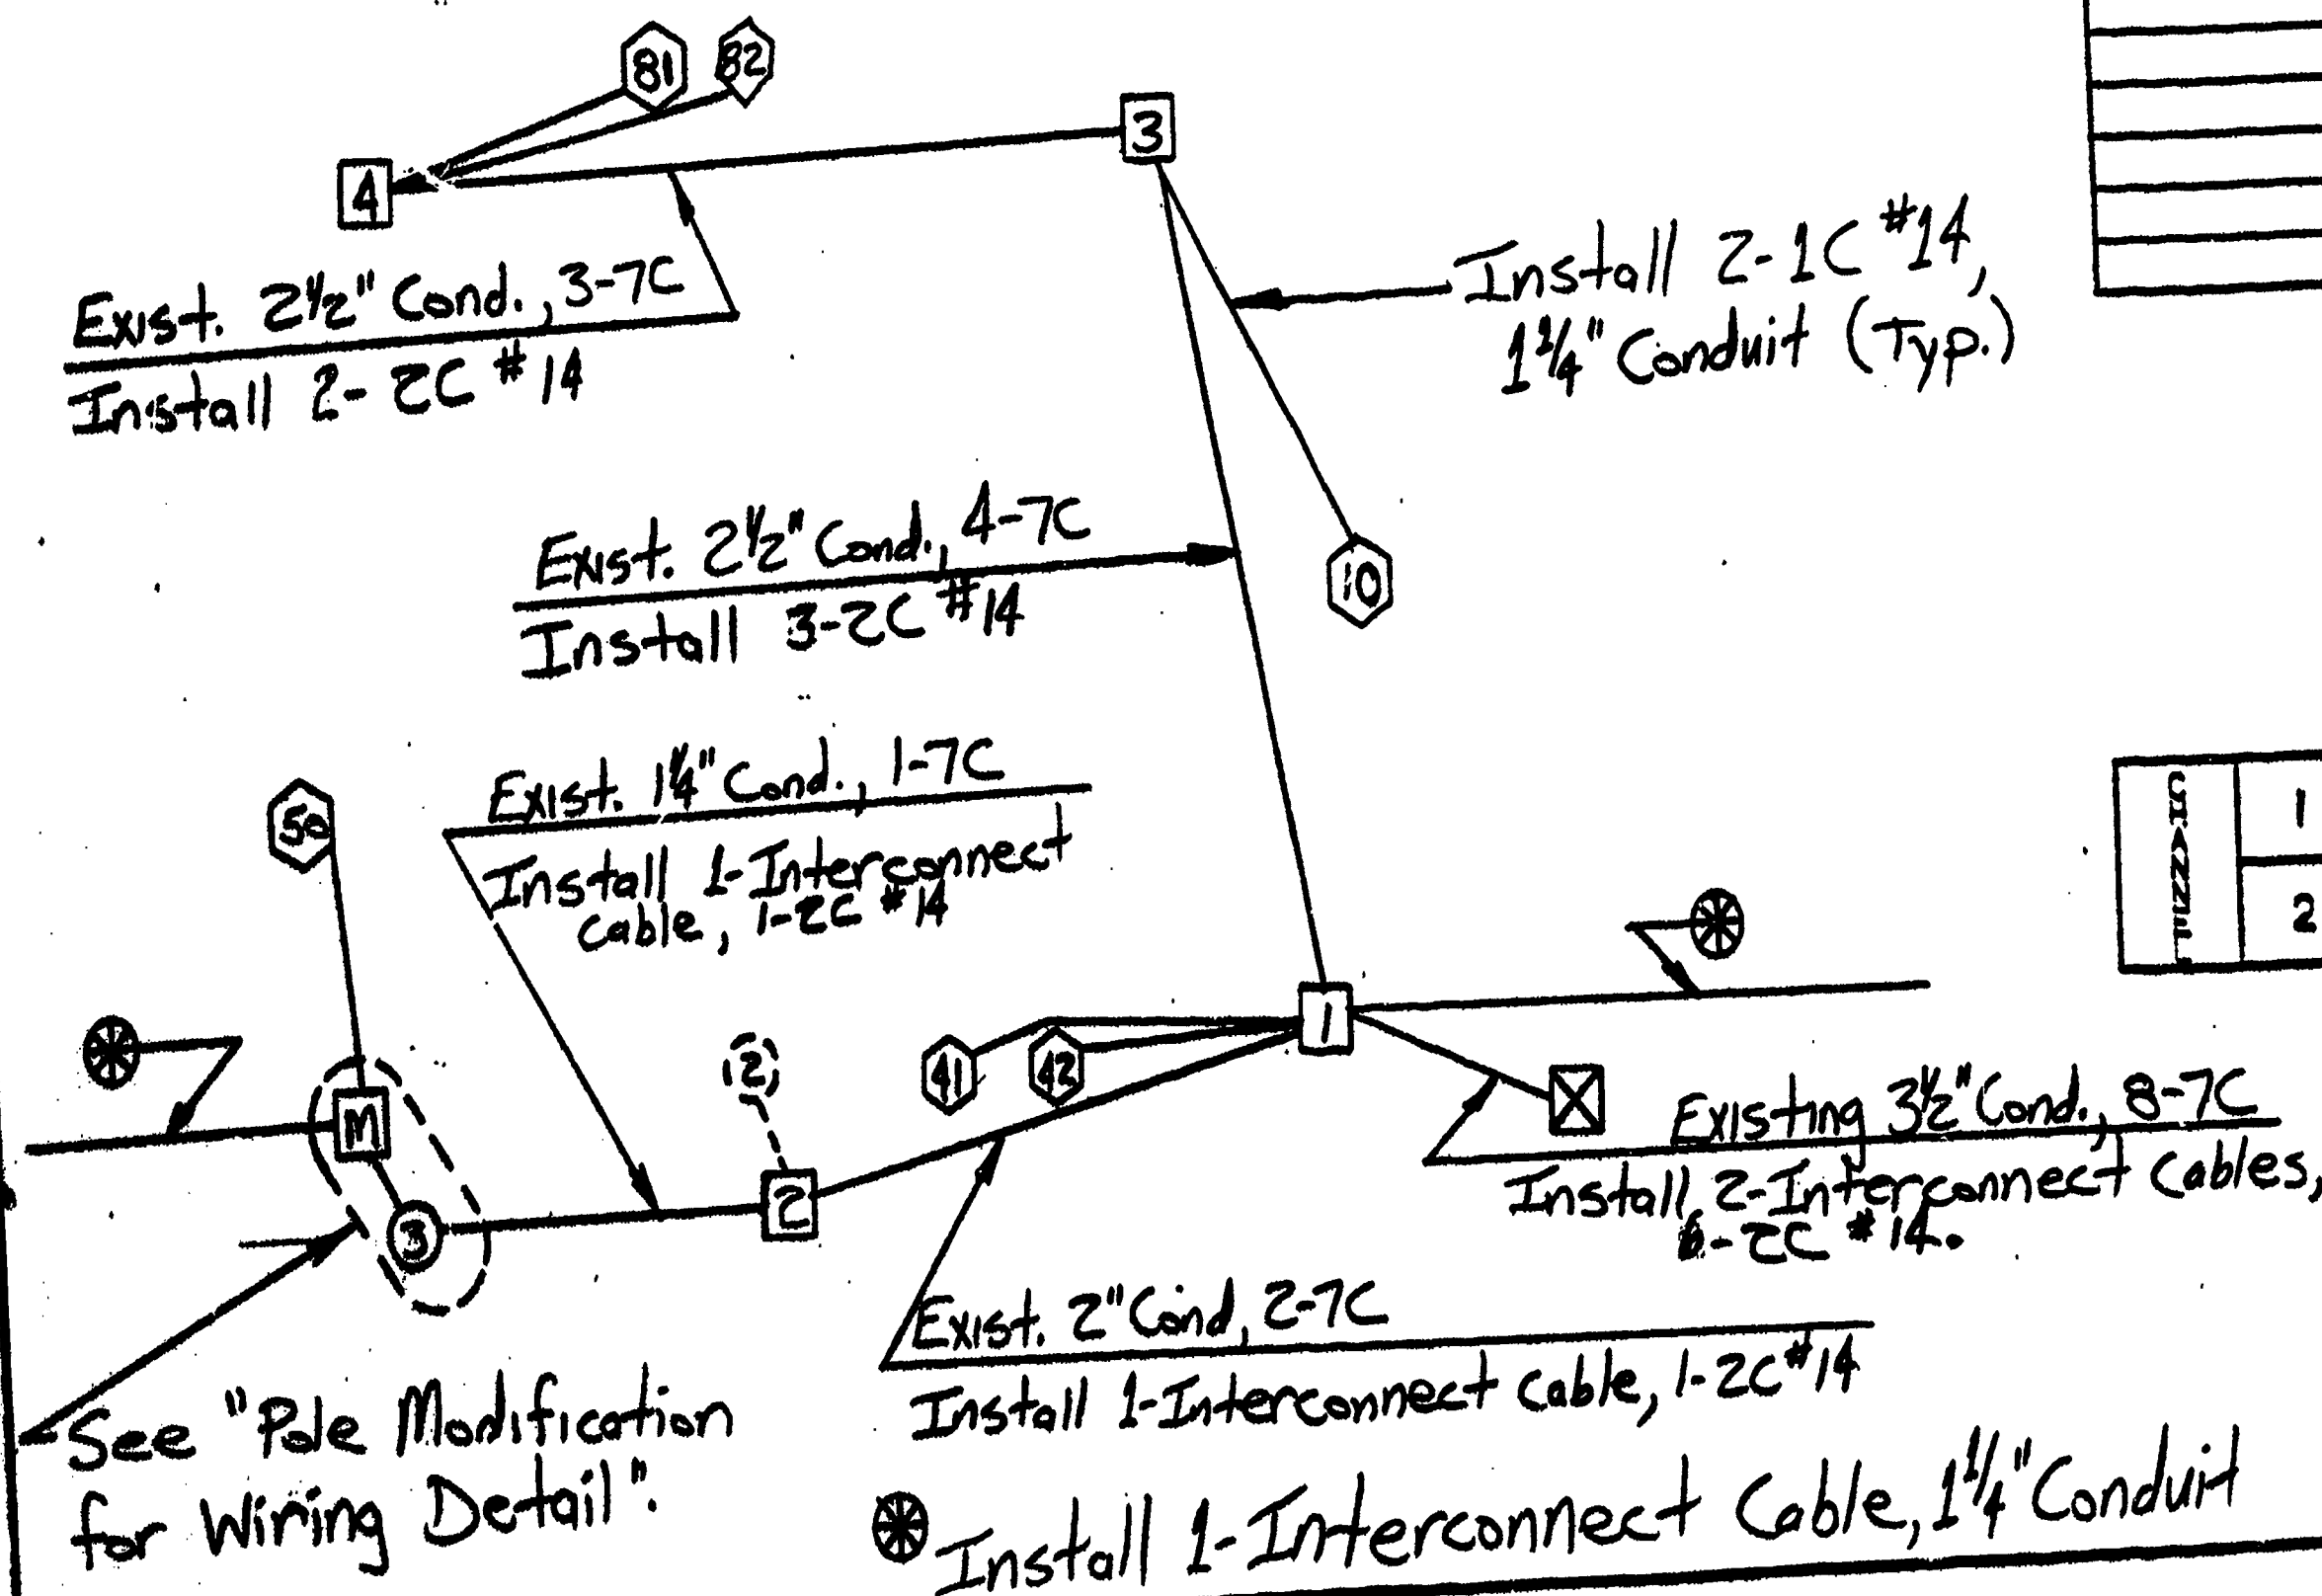 81
82
3
4
Exist. 2½" Cond., 3-7C
Install 2-2C #14
Install 2-1C #14,
1¼" Conduit (Typ.)
Exist. 2½" Cond., 4-7C
Install 3-2C #14
10
Exist. 1¼" Cond., 1-7C
Install 1-Interconnect
Cable, 1-2C #14
50
CHANNEL
1
2
M
3
2
2
41
42
1
Existing 3½" Cond., 8-7C
Install 2-Interconnect Cables,
6-2C #14.
Exist. 2" Cond, 2-7C
Install 1-Interconnect Cable, 1-2C #14
See "Pole Modification
for Wiring Detail".
Install 1-Interconnect Cable, 1¼" Conduit